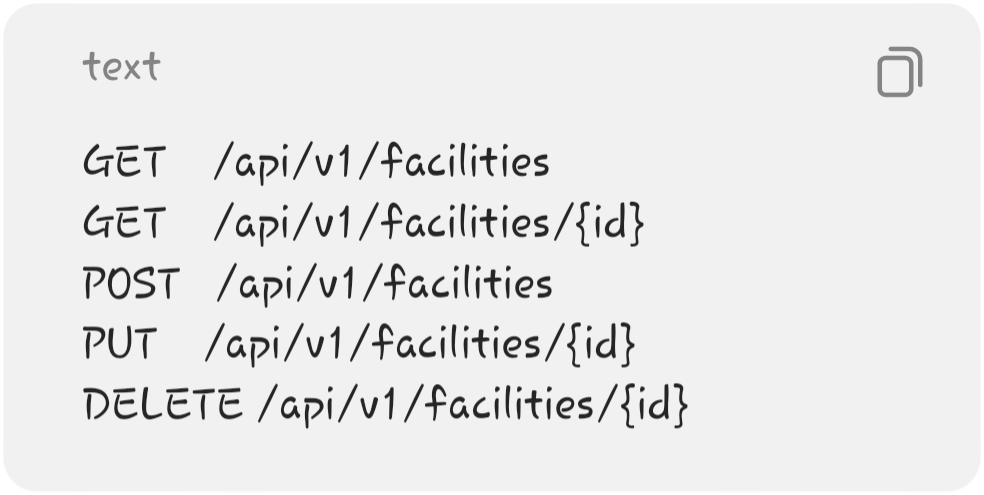 text
GET /api/v1/facilities
GET /api/v1/facilities/{id}
POST /api/v1/facilities
PUT /api/v1/facilities/{id}
DELETE /api/v1/facilities/{id}